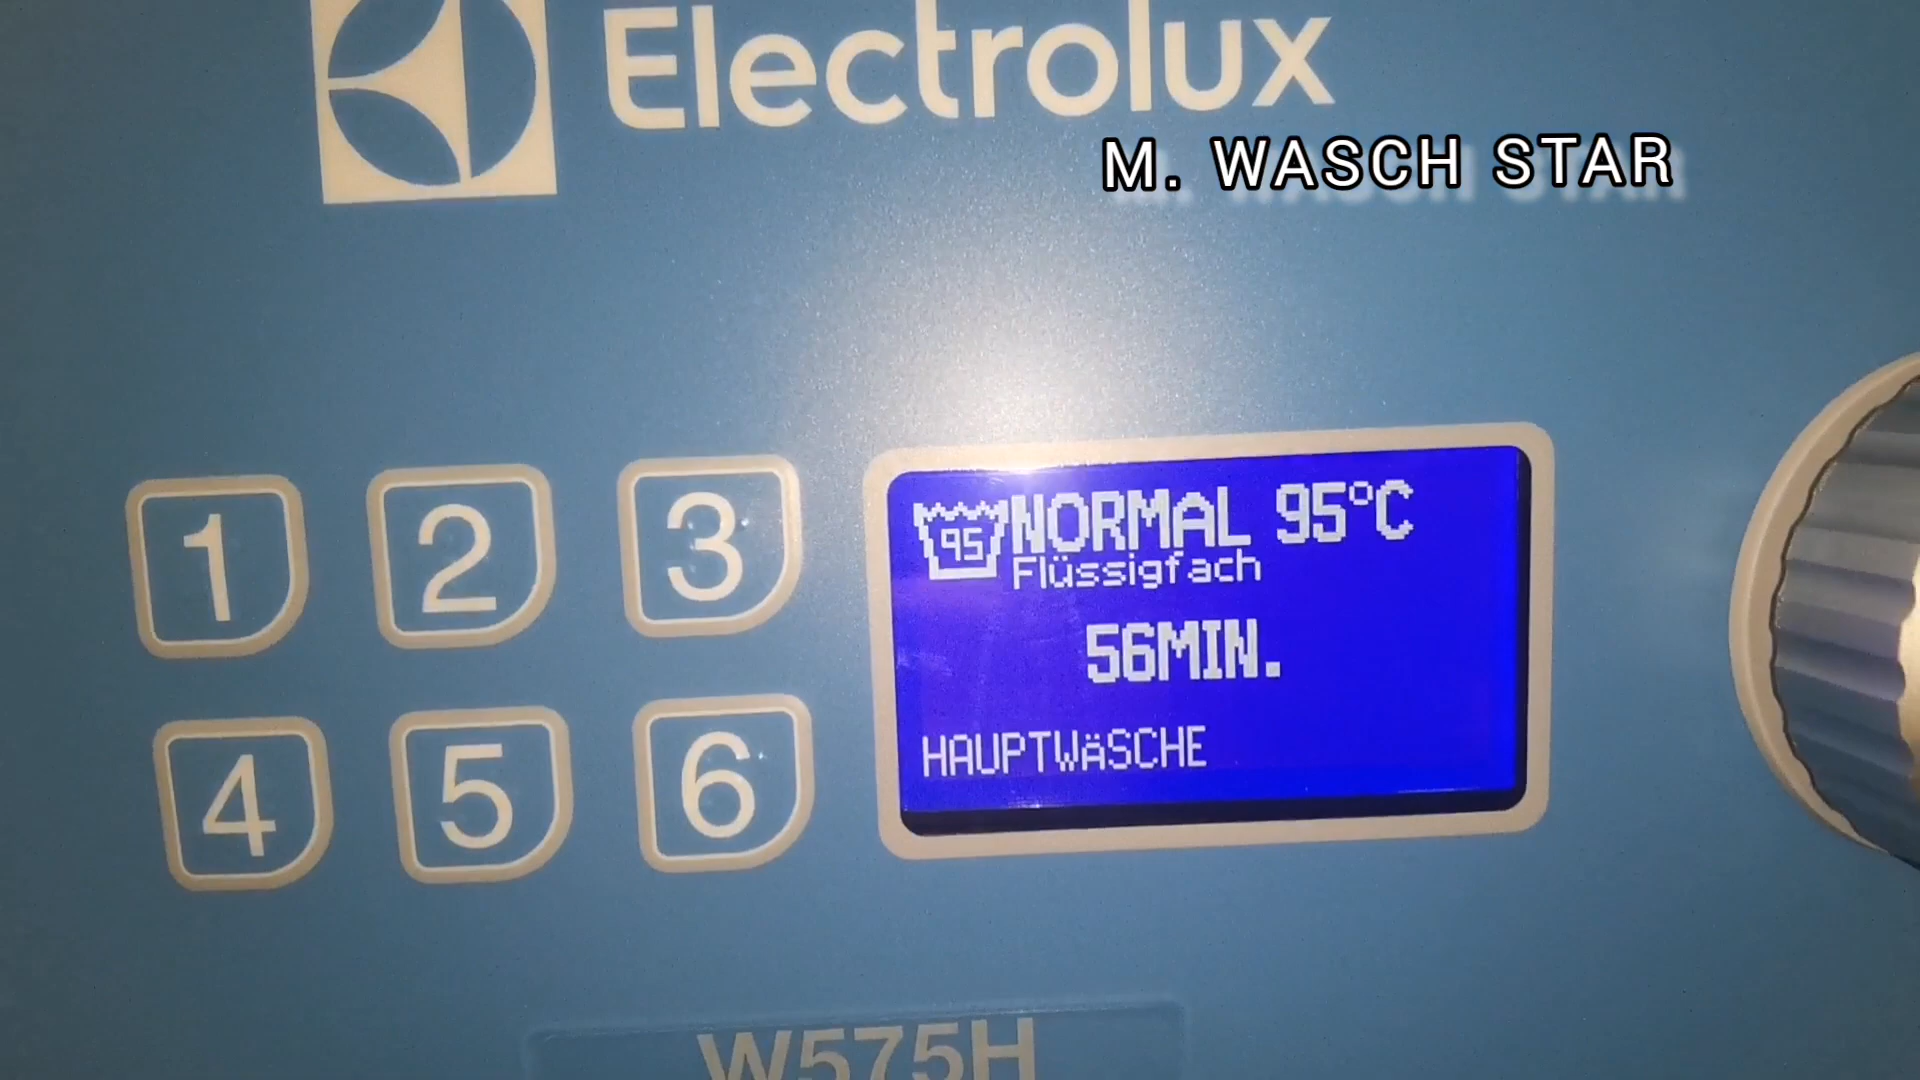 Electrolux
M. WASCH STAR
1 2 3
4 5 6
95 NORMAL 95°C
Flüssigfach
56MIN.
HAUPTWäSCHE
W575H